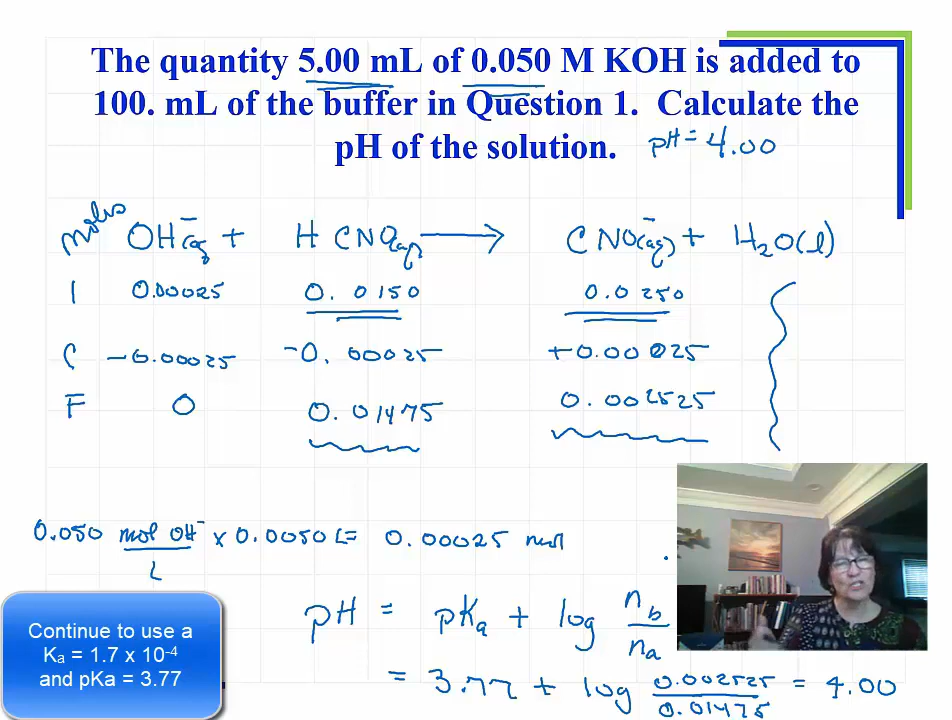 The quantity 5.00 mL of 0.050 M KOH is added to
100. mL of the buffer in Question 1. Calculate the
pH of the solution. pH = 4.00
moles OH⁻(aq) + HCNO(aq) ⟶ CNO⁻(aq) + H₂O(l)
I 0.00025 0.0150 0.0250
C -0.00025 -0.00025 +0.00025
F 0 0.01475 0.002525
0.050 mol OH⁻ x 0.0050 L = 0.00025 mol
L
pH = pKa + log nb
na
= 3.77 + log 0.002525 = 4.00
0.01475
Continue to use a
Ka = 1.7 x 10⁻⁴
and pKa = 3.77